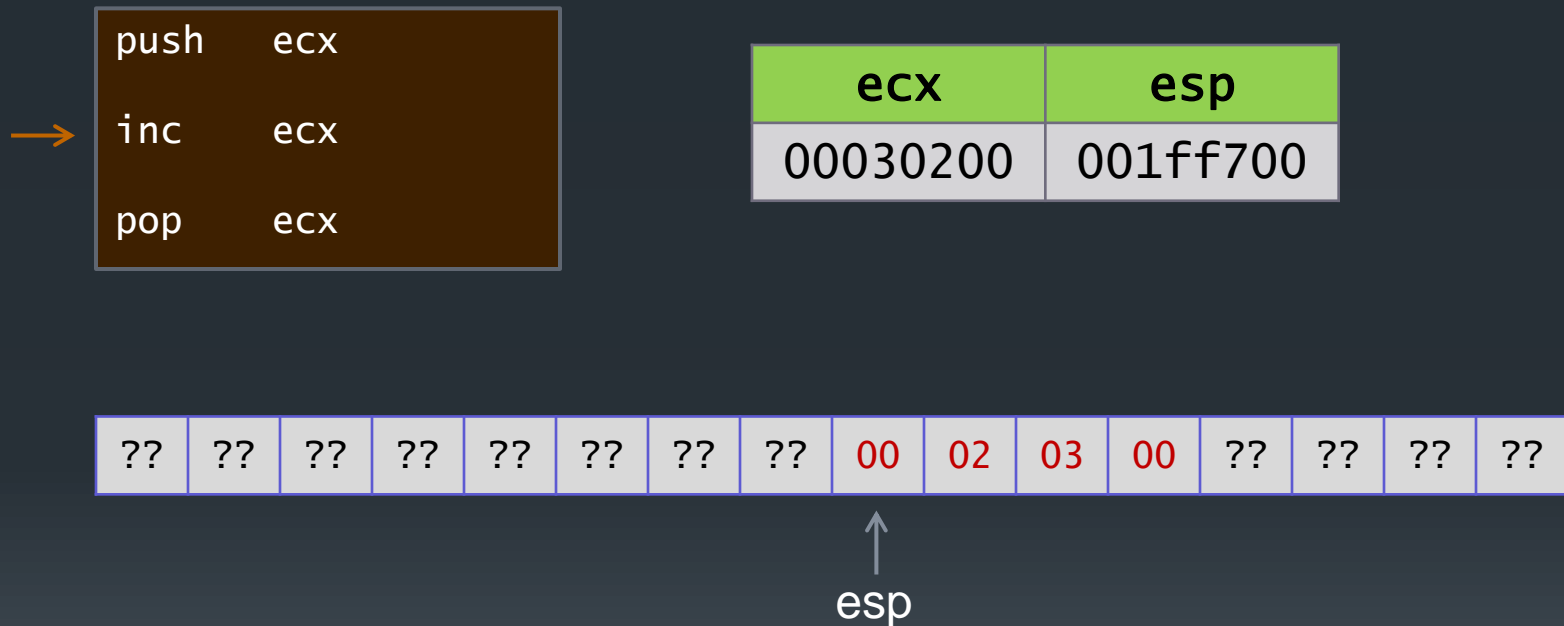 push ecx
inc ecx
pop ecx
ecx esp
00030200 001ff700
?? ?? ?? ?? ?? ?? ?? ?? 00 02 03 00 ?? ?? ?? ??
esp